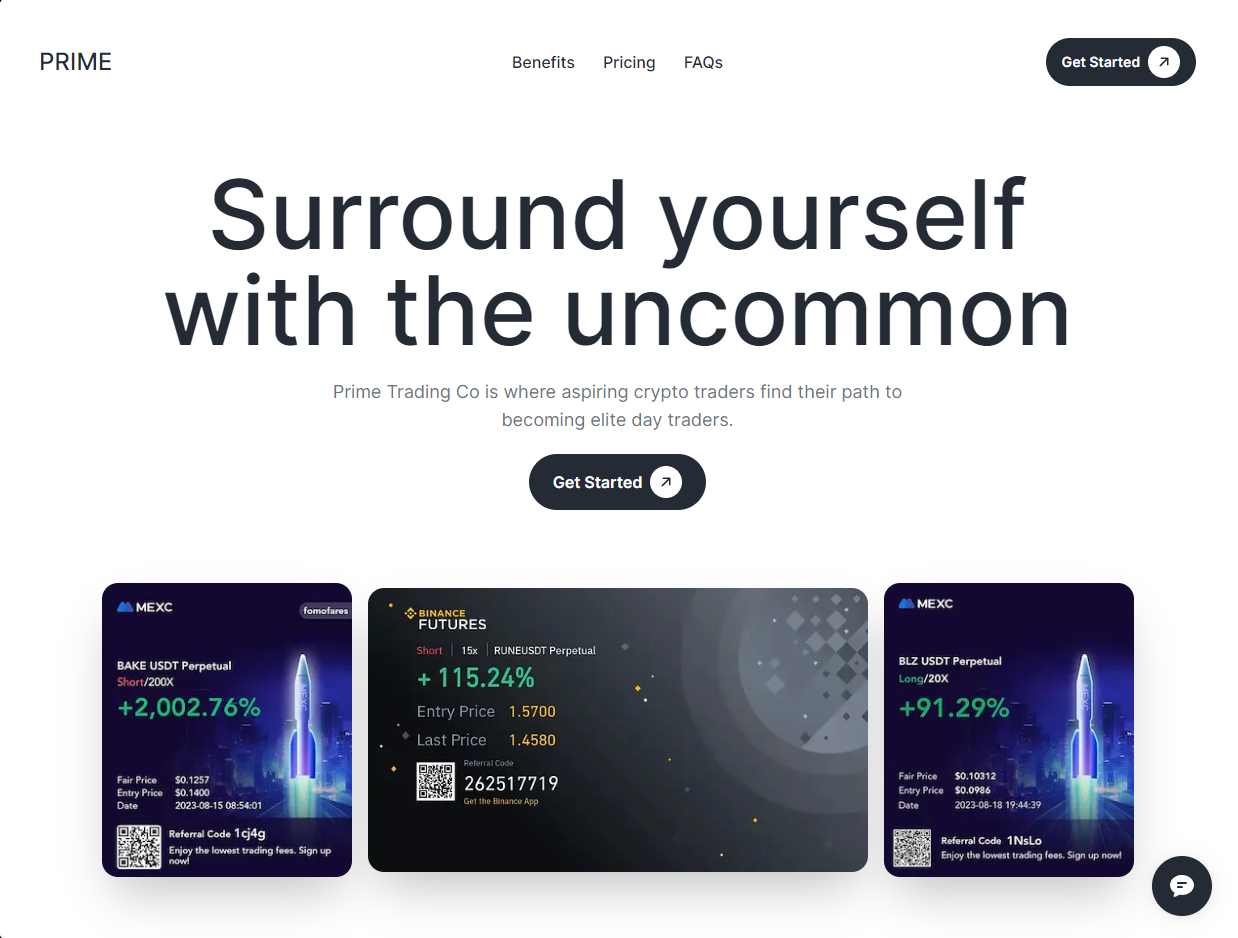 PRIME
Benefits
Pricing
FAQs
Get Started
Surround yourself
with the uncommon
Prime Trading Co is where aspiring crypto traders find their path to
becoming elite day traders.
Get Started
MEXC
fomofares
BAKE USDT Perpetual
Short/200X
+2,002.76%
MEXC
Fair Price $0.1257
Entry Price $0.1400
Date 2023-08-15 08:54:01
Referral Code 1cj4g
Enjoy the lowest trading fees. Sign up
now!
BINANCE
FUTURES
Short | 15x | RUNEUSDT Perpetual
+ 115.24%
Entry Price 1.5700
Last Price 1.4580
Referral Code
262517719
Get the Binance App
MEXC
BLZ USDT Perpetual
Long/20X
+91.29%
MEXC
Fair Price $0.10312
Entry Price $0.0986
Date 2023-08-18 19:44:39
Referral Code 1NsLo
Enjoy the lowest trading fees. Sign up now!